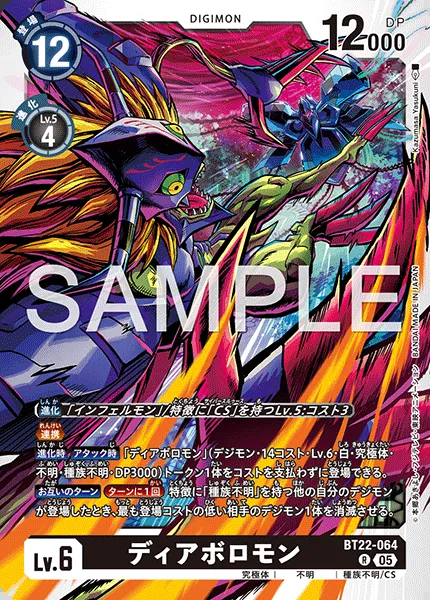 DIGIMON
登場
12
12000
DP
進化
Lv.5
4
Kazumasa Yasukuni
SAMPLE
©本郷あきよし・フジテレビ・東映アニメーション BANDAI MADE IN JAPAN
進化 「インフェルモン」/特徴に「CS」を持つLv.5:コスト3
連携
進化時 アタック時 「ディアボロモン」(デジモン・14コスト・Lv.6・白・究極体・
不明・種族不明・DP3000)トークン1体をコストを支払わずに登場できる。
お互いのターン ターンに1回 特徴に「種族不明」を持つ他の自分のデジモン
が登場したとき、最も登場コストの低い相手のデジモン1体を消滅させる。
Lv.6
ディアボロモン
BT22-064
R 05
究極体 | 不明 | 種族不明/CS